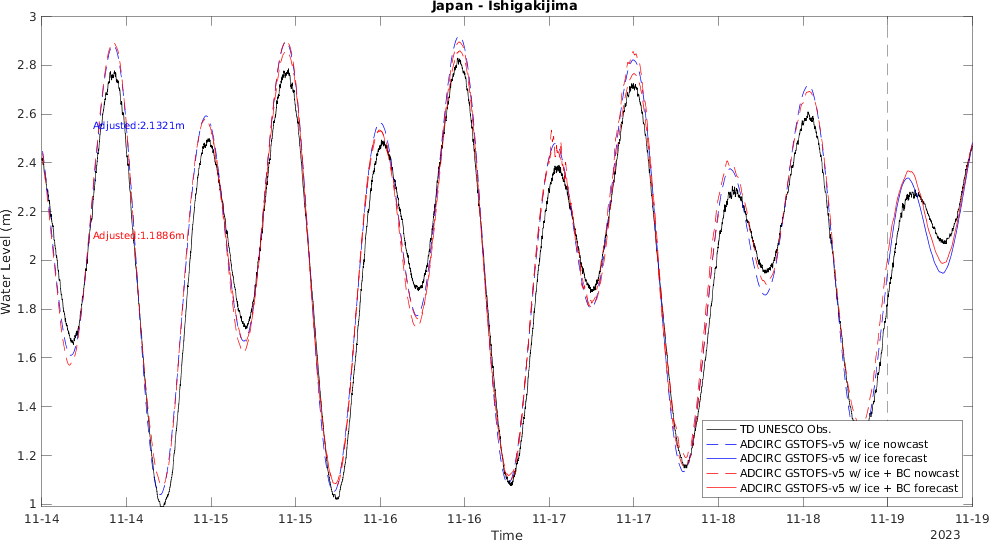 Japan - Ishigakijima
Water Level (m)
3
2.8
2.6
2.4
2.2
2
1.8
1.6
1.4
1.2
1
Adjusted:2.1321m
Adjusted:1.1886m
TD UNESCO Obs.
ADCIRC GSTOFS-v5 w/ ice nowcast
ADCIRC GSTOFS-v5 w/ ice forecast
ADCIRC GSTOFS-v5 w/ ice + BC nowcast
ADCIRC GSTOFS-v5 w/ ice + BC forecast
11-14 11-14 11-15 11-15 11-16 11-16 11-17 11-17 11-18 11-18 11-19 11-19
Time
2023